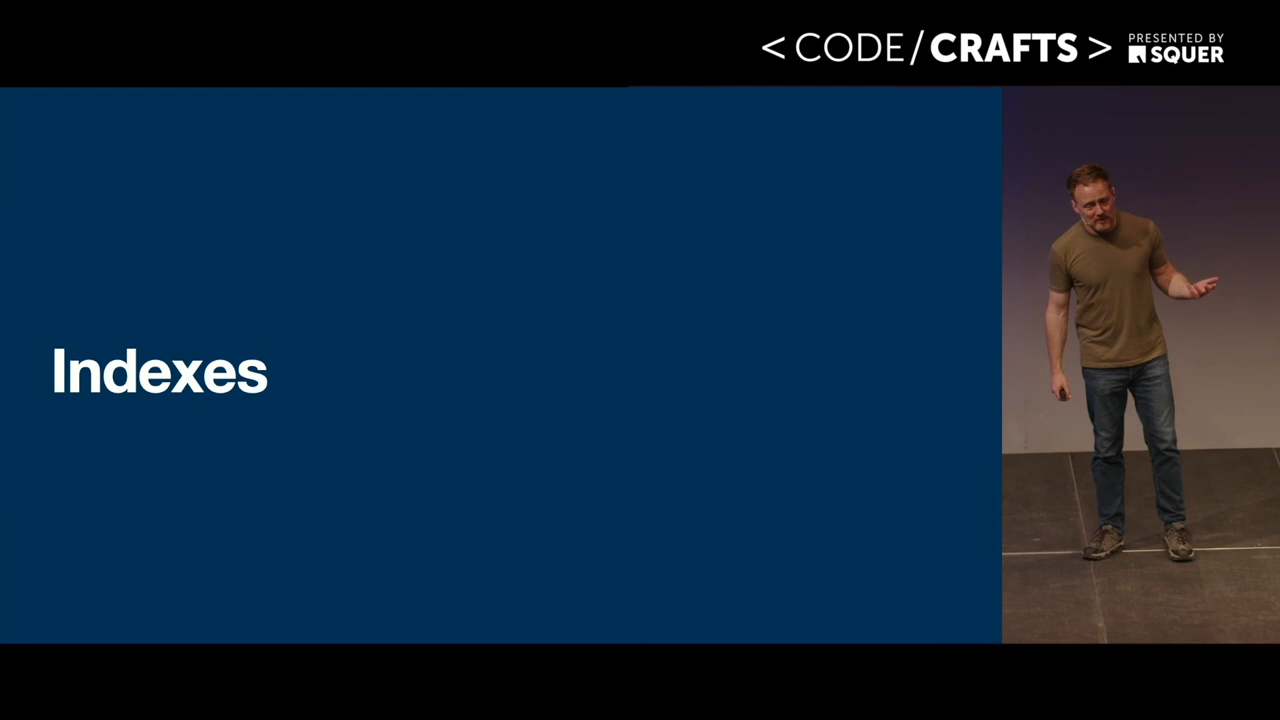 < CODE/CRAFTS >
PRESENTED BY
SQUER
Indexes